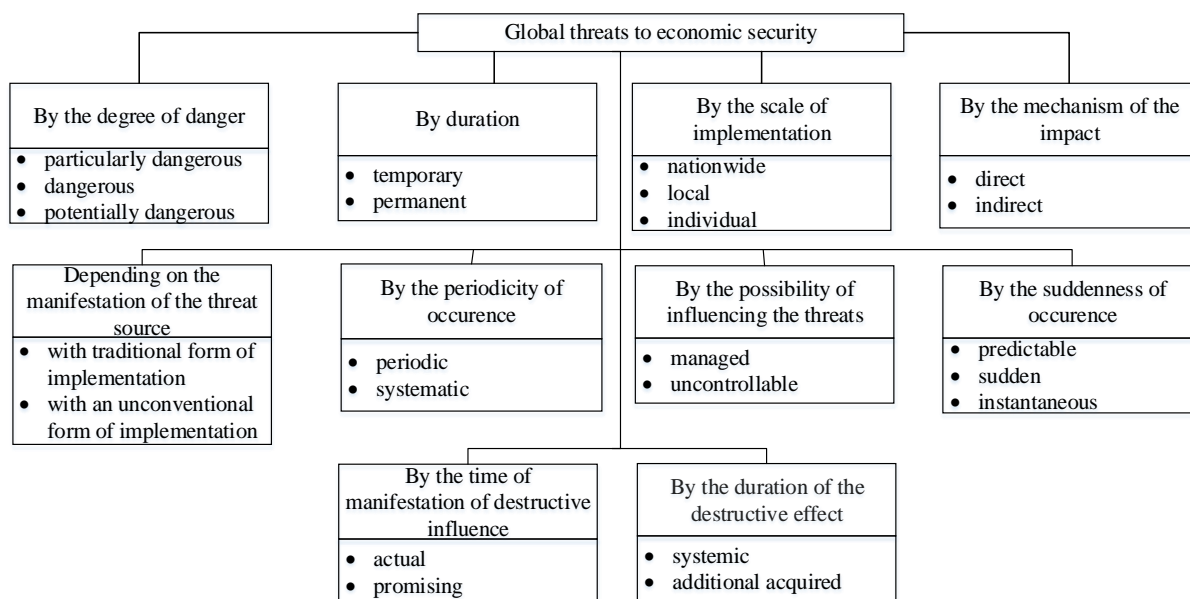 Global threats to economic security
By the degree of danger
• particularly dangerous
• dangerous
• potentially dangerous
By duration
• temporary
• permanent
By the scale of
implementation
• nationwide
• local
• individual
By the mechanism of the
impact
• direct
• indirect
Depending on the
manifestation of the threat
source
• with traditional form of
implementation
• with an unconventional
form of implementation
By the periodicity of
occurence
• periodic
• systematic
By the possibility of
influencing the threats
• managed
• uncontrollable
By the suddenness of
occurence
• predictable
• sudden
• instantaneous
By the time of
manifestation of destructive
influence
• actual
• promising
By the duration of the
destructive effect
• systemic
• additional acquired